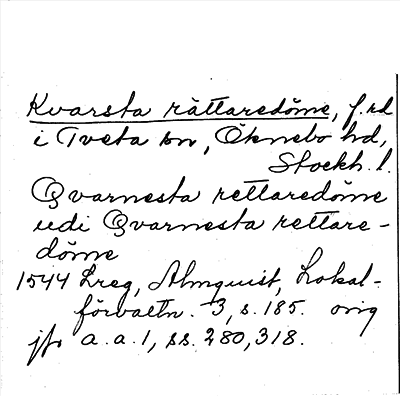 Kvarsta rättaredöme, f.rd
i Tveta sn, Öknebo hd,
Stockh. l.
Qvarnesta rettaredöme
udi Qvarnesta rettare-
döme
1544 Lreg, Almquist, Lokal-
förvaltn. 3, s. 185. orig
jfr a.a. 1, ss. 280, 318.